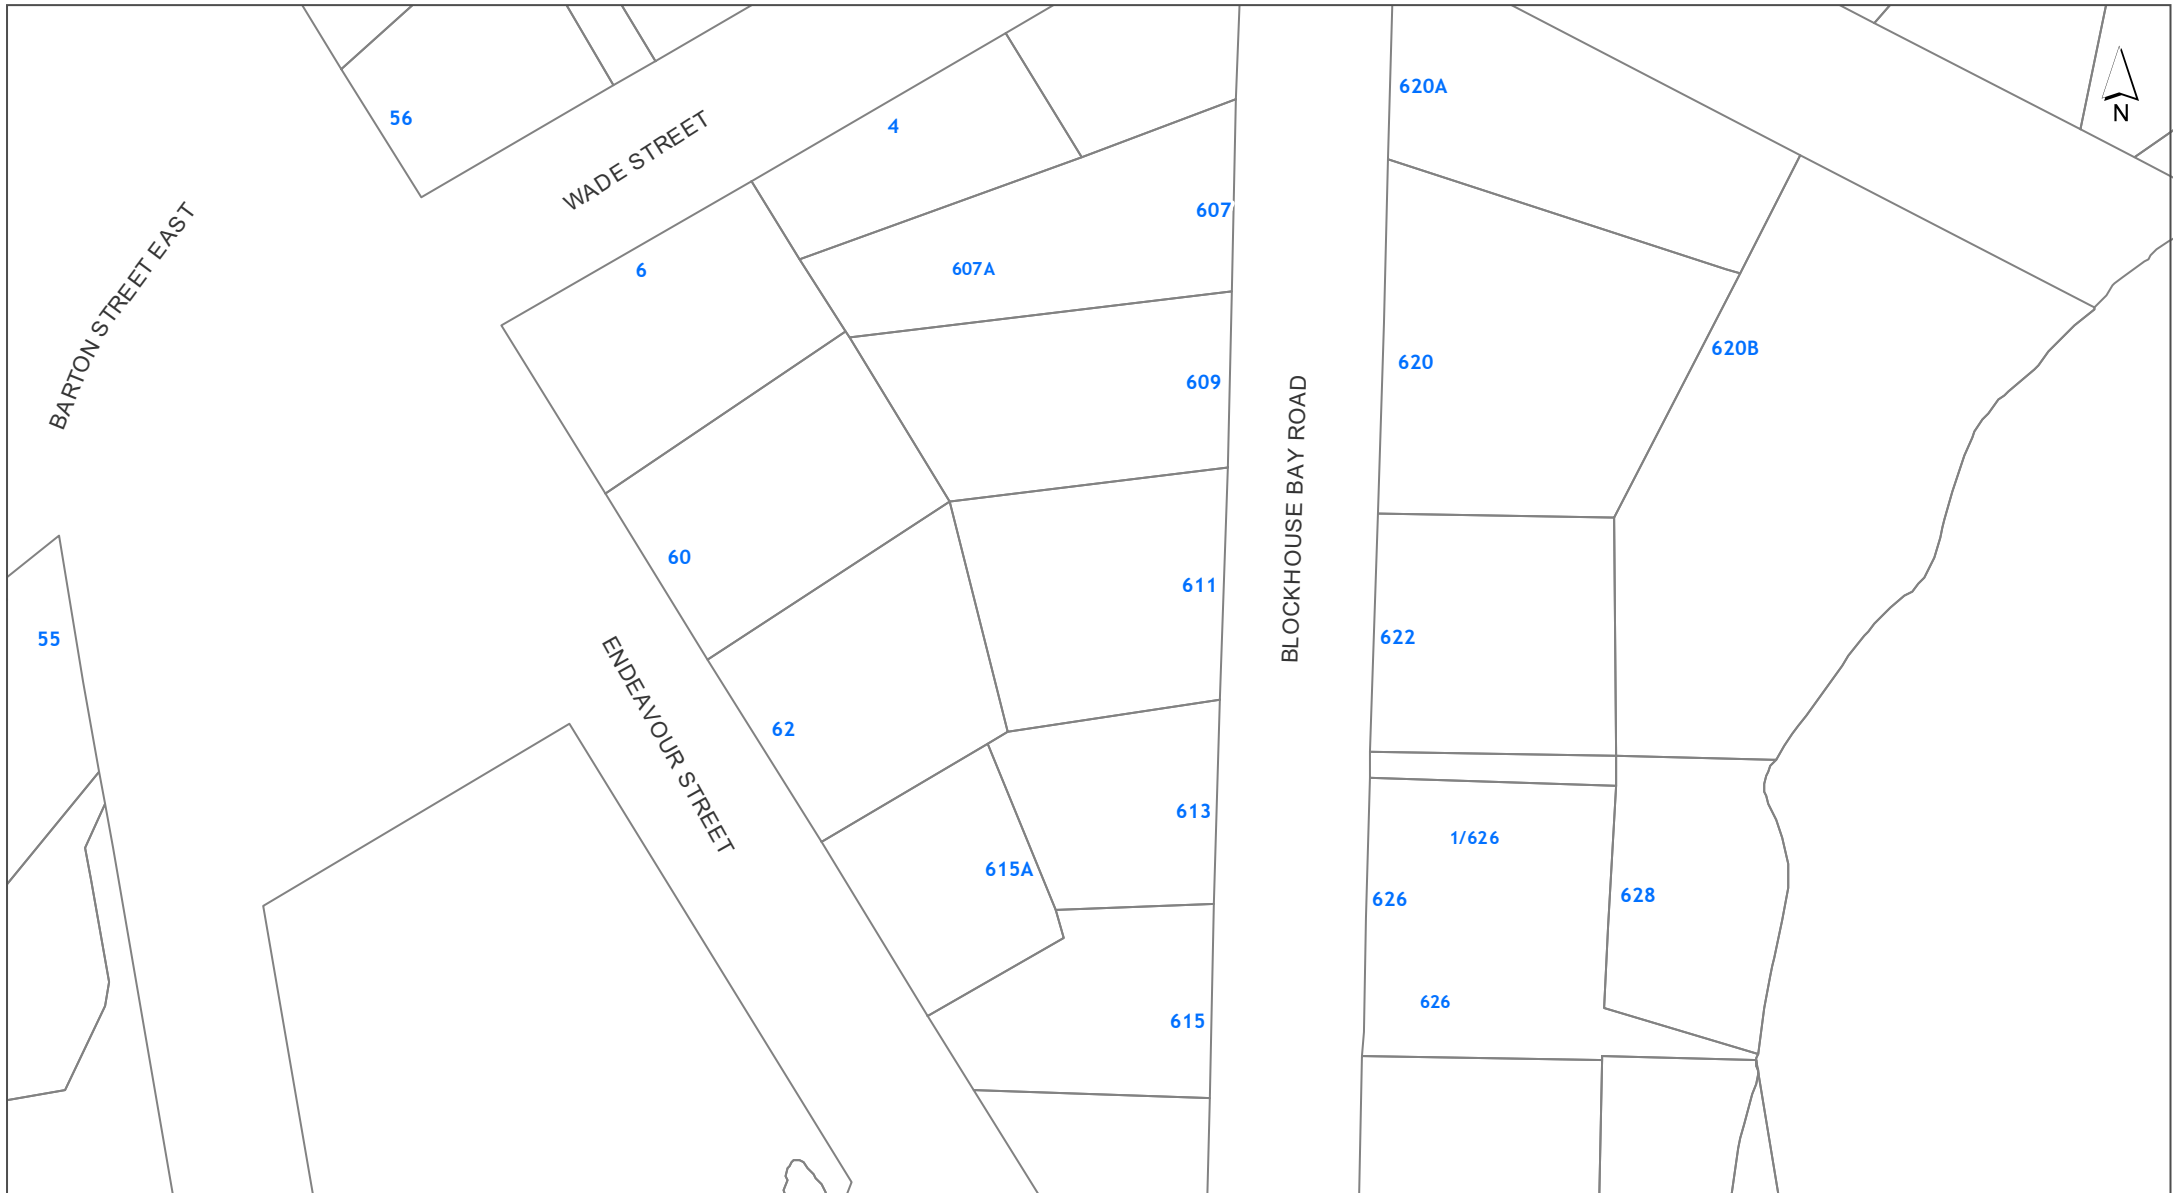 620A
56
N
4
WADE STREET
607
BARTON STREET EAST
607A
6
620B
620
609
BLOCKHOUSE BAY ROAD
60
611
55
622
ENDEAVOUR STREET
62
613
1/626
615A
628
626
626
615